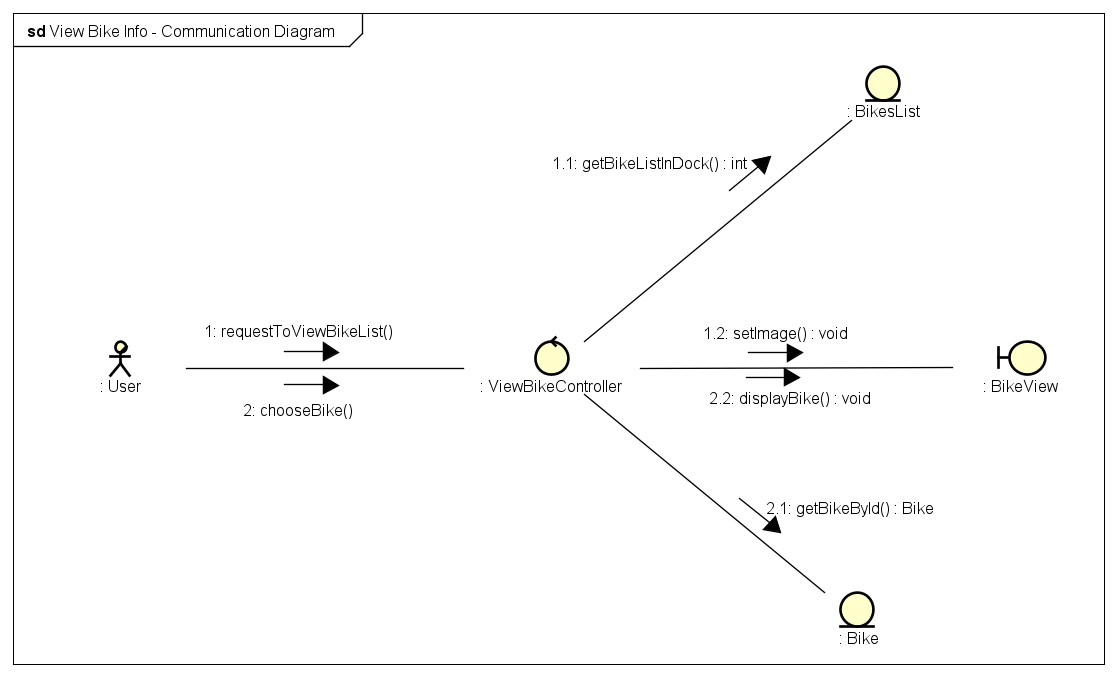 sd View Bike Info - Communication Diagram
: BikesList
1.1: getBikeListInDock() : int
1: requestToViewBikeList()
1.2: setImage() : void
: User
: ViewBikeController
: BikeView
2: chooseBike()
2.2: displayBike() : void
2.1: getBikeById() : Bike
: Bike